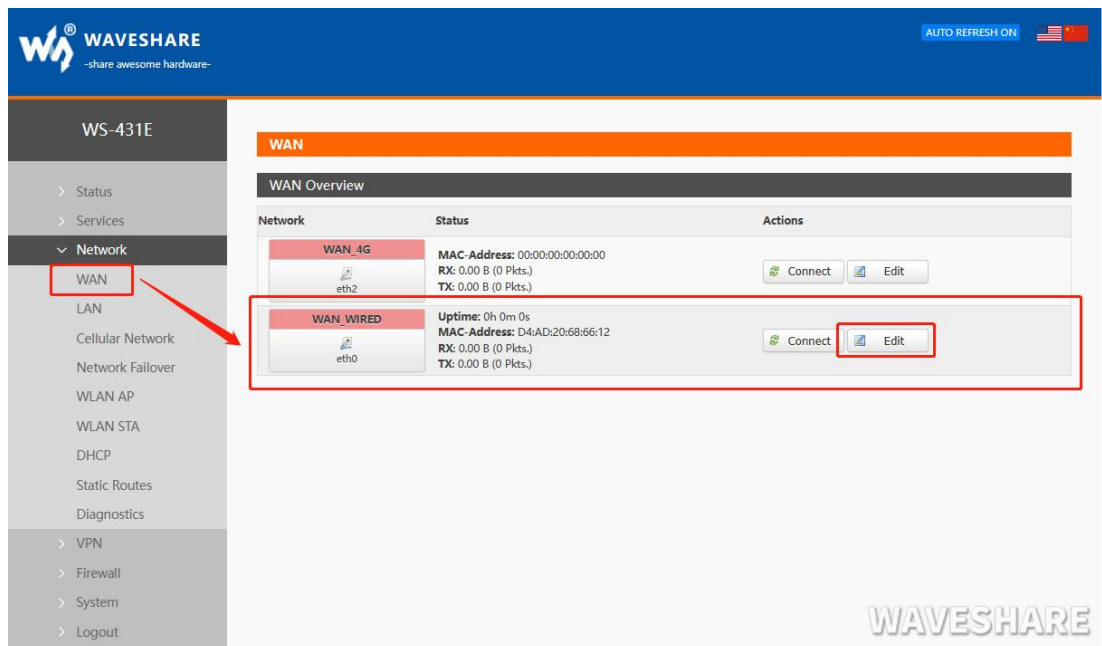 WAVESHARE
-share awesome hardware-
AUTO REFRESH ON
WS-431E
Status
Services
Network
WAN
LAN
Cellular Network
Network Failover
WLAN AP
WLAN STA
DHCP
Static Routes
Diagnostics
VPN
Firewall
System
Logout
WAN
WAN Overview
Network Status Actions
WAN_4G
eth2
MAC-Address: 00:00:00:00:00:00
RX: 0.00 B (0 Pkts.)
TX: 0.00 B (0 Pkts.)
Connect Edit
WAN_WIRED
eth0
Uptime: 0h 0m 0s
MAC-Address: D4:AD:20:68:66:12
RX: 0.00 B (0 Pkts.)
TX: 0.00 B (0 Pkts.)
Connect Edit
WAVESHARE